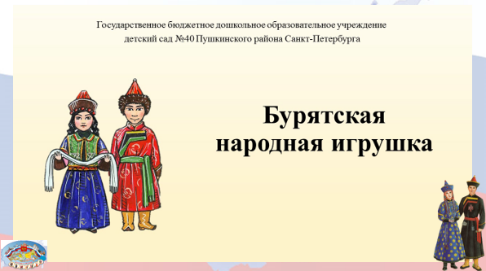 Государственное бюджетное дошкольное образовательное учреждение
детский сад №40 Пушкинского района Санкт-Петербурга
Бурятская
народная игрушка